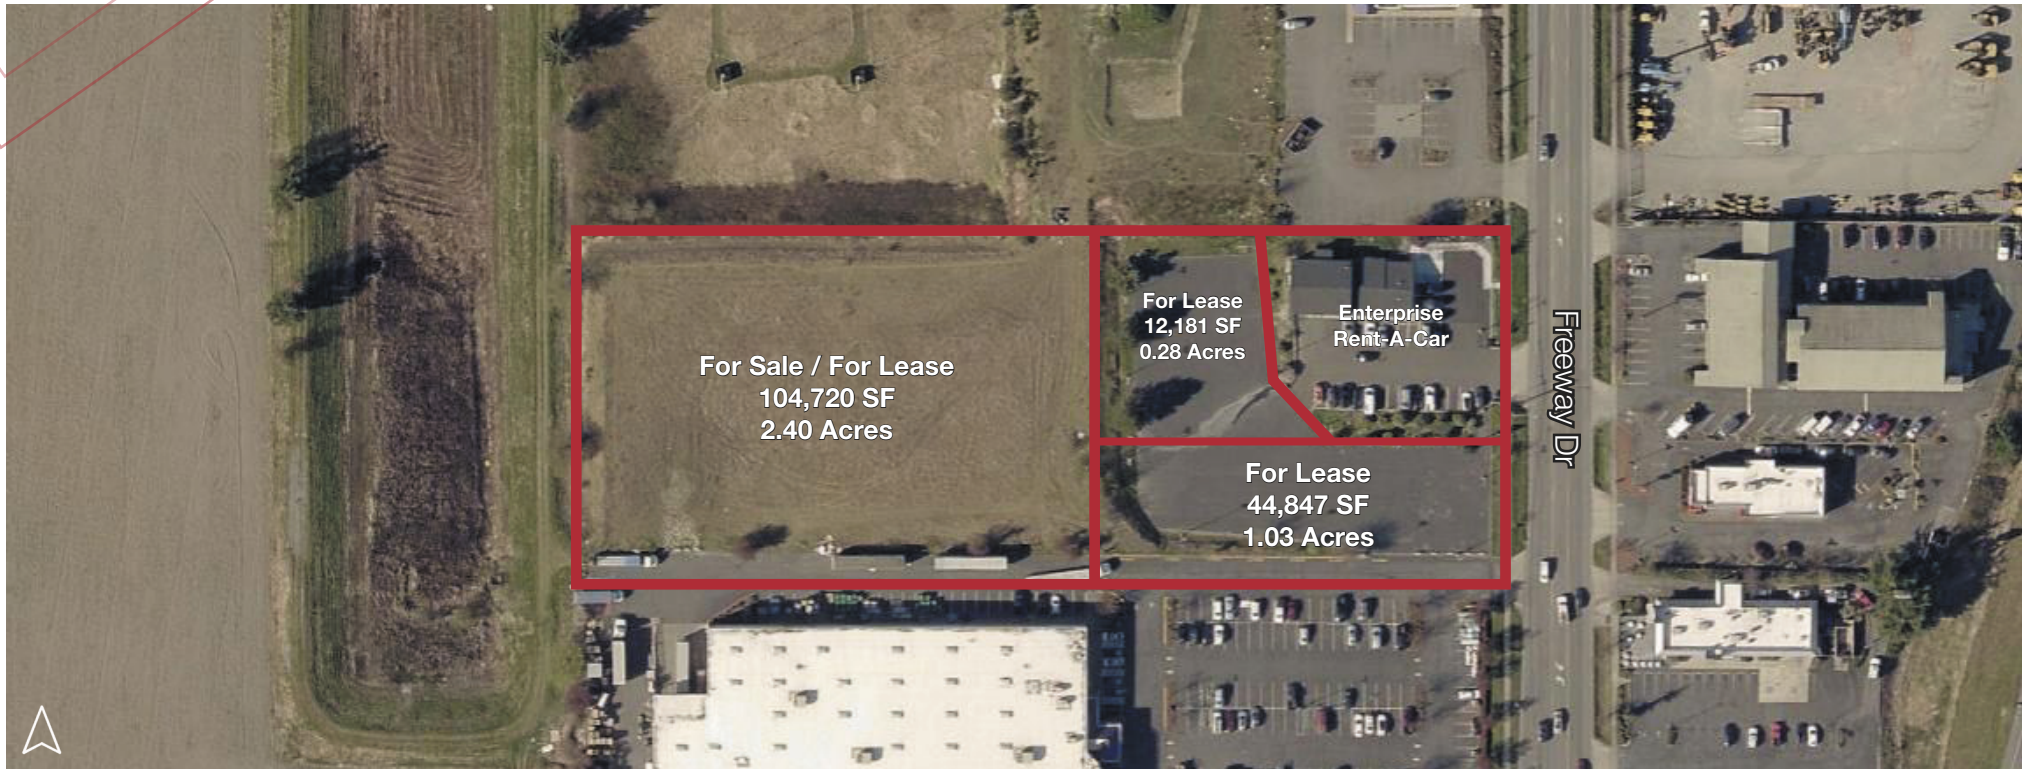 For Sale / For Lease
104,720 SF
2.40 Acres
For Lease
12,181 SF
0.28 Acres
Enterprise
Rent-A-Car
For Lease
44,847 SF
1.03 Acres
Freeway Dr